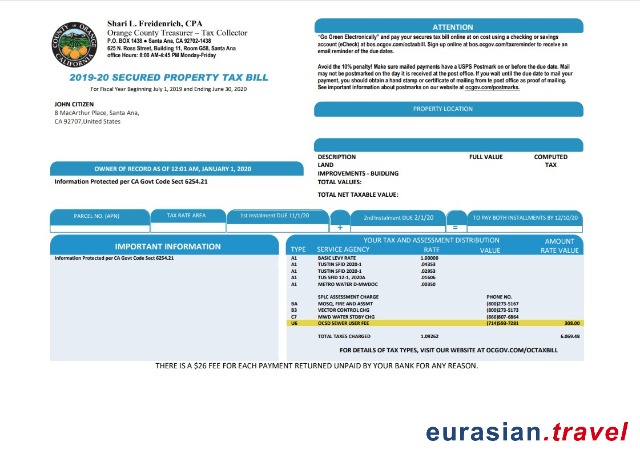 COUNTY OF ORANGE
CALIFORNIA
Shari L. Freidenrich, CPA
Orange County Treasurer – Tax Collector
P.O. BOX 1438 • Santa Ana, CA 92702-1438
625 N. Ross Street, Building 11, Room G58, Santa Ana
office Hours: 9:00 AM-4:45 PM Monday-Friday
2019-20 SECURED PROPERTY TAX BILL
For Fiscal Year Beginning July 1, 2019 and Ending June 30, 2020
JOHN CITIZEN
8 MacArthur Place, Santa Ana,
CA 92707,United States
ATTENTION
"Go Green Electronically" and pay your secures tax bill online at on cost using a checking or savings
account (eCheck) at bos.ocgov.com/octaxbill. Sign up online at bos.ocgov.com/taxreminder to receive an
email reminder of the due dates.
Avoid the 10% penalty! Make sure mailed payments have a USPS Postmark on or before the due date. Mail
may not be postmarked on the day it is received at the post office. If you wait until the due date to mail your
payment, you should obtain a hand stamp or certificate of mailing from te post office as proof of mailing.
See important information about postmarks on our website at ocgov.com/postmarks.
PROPERTY LOCATION
OWNER OF RECORD AS OF 12:01 AM, JANUARY 1, 2020
Information Protected per CA Govt Code Sect 6254.21
DESCRIPTION FULL VALUE COMPUTED
LAND TAX
IMPROVEMENTS - BUIDLING
TOTAL VALUES:
TOTAL NET TAXABLE VALUE:
PARCEL NO. (APN) TAX RATE AREA 1st Instalment DUE 11/1/20 + 2ndInstalment DUE 2/1/20 = TO PAY BOTH INSTALLMENTS BY 12/10/20
IMPORTANT INFORMATION
Information Protected per CA Govt Code Sect 6254.21
YOUR TAX AND ASSESSMENT DISTRIBUTION AMOUNT
TYPE SERVICE AGENCY RATE VALUE RATE VALUE
A1 BASIC LEVY RATE 1.00000
A1 TUSTIN SFID 2020-1 .04353
A1 TUSTIN SFID 2020-1 .02953
A1 TUS SFID 12-1, 2020A .01606
A1 METRO WATER D-MWDOC .00350
SPLC ASSESSMENT CHARGE PHONE NO.
BA MOSQ, FIRE AND ASSMT (800)273-5167
B3 VECTOR CONTROL CHG (800)273-5173
C7 MWD WATER STOBY CHG (866)807-6864
U6 OCSD SEWER USER FEE (714)593-7281 308.00
TOTAL TAXES CHARGED 1.09262 6.069.48
FOR DETAILS OF TAX TYPES, VISIT OUR WEBSITE AT OCGOV.COM/OCTAXBILL
THERE IS A $26 FEE FOR EACH PAYMENT RETURNED UNPAID BY YOUR BANK FOR ANY REASON.
eurasian.travel